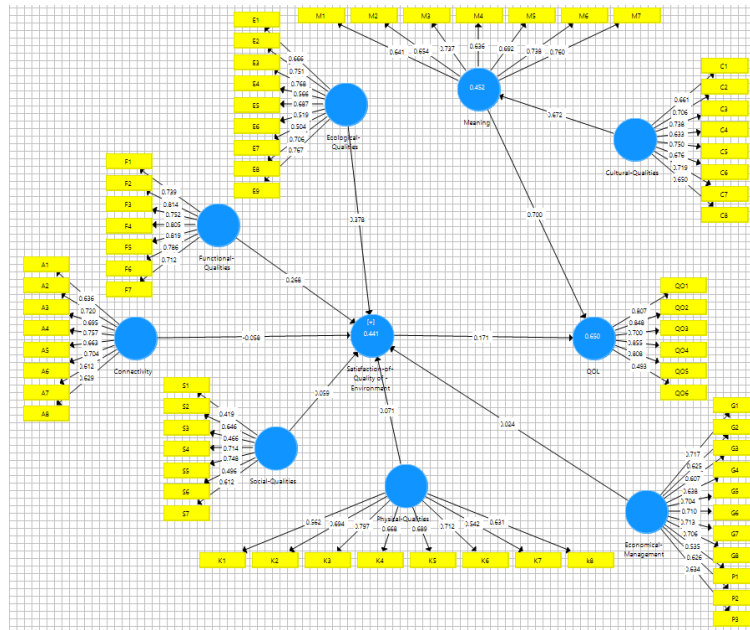 E1
E2
E3
E4
E5
E6
E7
E8
E9
0.666
0.751
0.768
0.566
0.687
0.519
0.504
0.706
0.767
Ecological-
Qualities
M1
M2
M3
M4
M5
M6
M7
0.641
0.654
0.737
0.636
0.692
0.738
0.760
0.452
Meaning
0.672
C1
C2
C3
C4
C5
C6
C7
C8
0.661
0.706
0.738
0.633
0.730
0.676
0.719
0.650
Cultural-Qualities
F1
F2
F3
F4
F5
F6
F7
0.739
0.814
0.752
0.805
0.819
0.786
0.712
Functional-
Qualities
0.378
0.700
0.268
A1
A2
A3
A4
A5
A6
A7
A8
0.636
0.720
0.695
0.757
0.663
0.704
0.612
0.629
Connectivity
-0.058
[+]
0.441
Satisfaction-of-
Quality-of-
Environment
0.171
0.650
QOL
QO1
QO2
QO3
QO4
QO5
QO6
0.807
0.848
0.700
0.855
0.808
0.493
S1
S2
S3
S4
S5
S6
S7
0.419
0.646
0.466
0.714
0.748
0.496
0.612
Social-Qualities
0.059
0.071
0.024
Physical-Qualities
0.562
0.694
0.797
0.668
0.689
0.712
0.542
0.631
K1
K2
K3
K4
K5
K6
K7
k8
G1
G2
G3
G4
G5
G6
G7
G8
P1
P2
P3
0.717
0.625
0.607
0.638
0.704
0.710
0.713
0.706
0.535
0.626
0.634
Economical-
Management